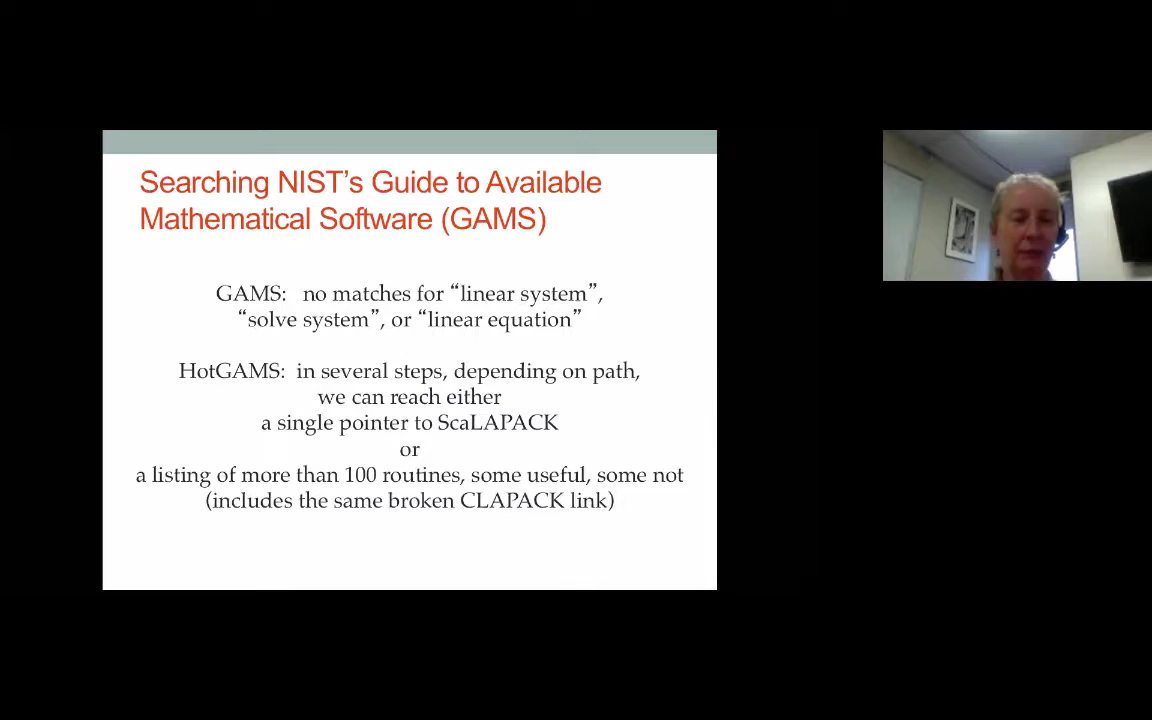 Searching NIST’s Guide to Available
Mathematical Software (GAMS)
GAMS: no matches for “linear system”,
“solve system”, or “linear equation”
HotGAMS: in several steps, depending on path,
we can reach either
a single pointer to ScaLAPACK
or
a listing of more than 100 routines, some useful, some not
(includes the same broken CLAPACK link)